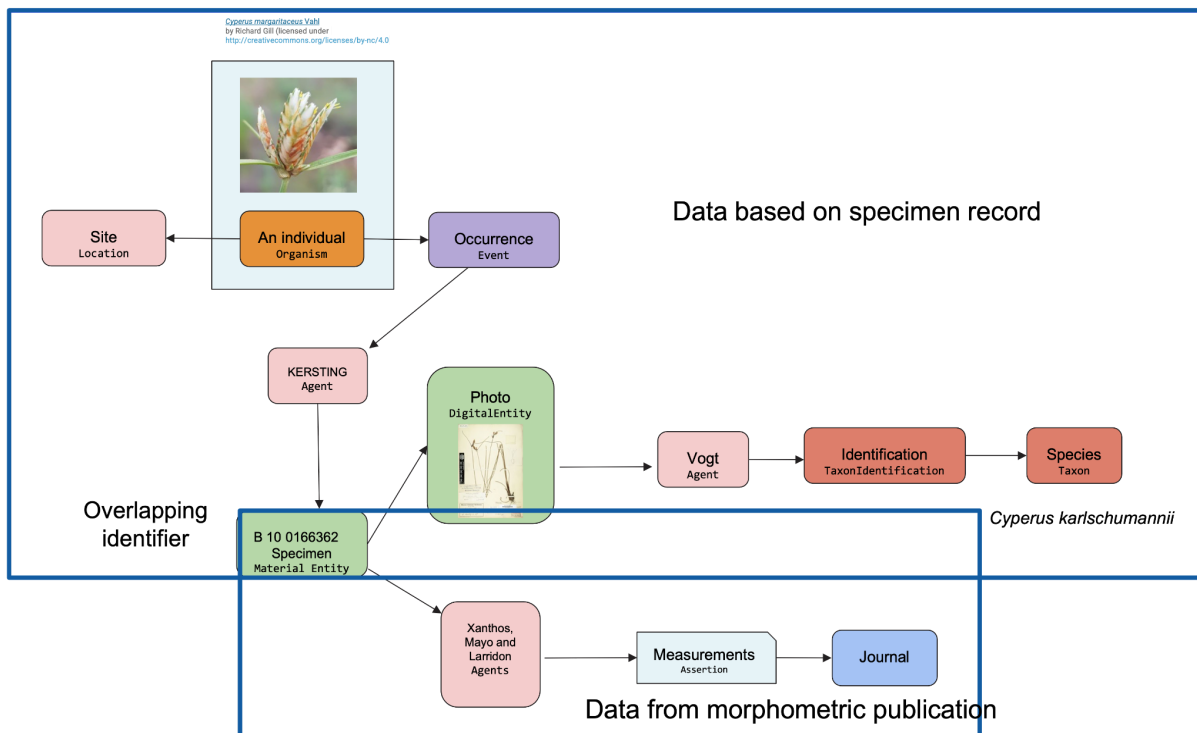 Cyperus margaritaceus Vahl
by Richard Gill (licensed under
http://creativecommons.org/licenses/by-nc/4.0
Data based on specimen record
Site
Location
An individual
Organism
Occurrence
Event
KERSTING
Agent
Photo
DigitalEntity
Vogt
Agent
Identification
TaxonIdentification
Species
Taxon
Cyperus karlschumannii
Overlapping
identifier
B 10 0166362
Specimen
Material Entity
Xanthos,
Mayo and
Larridon
Agents
Measurements
Assertion
Journal
Data from morphometric publication